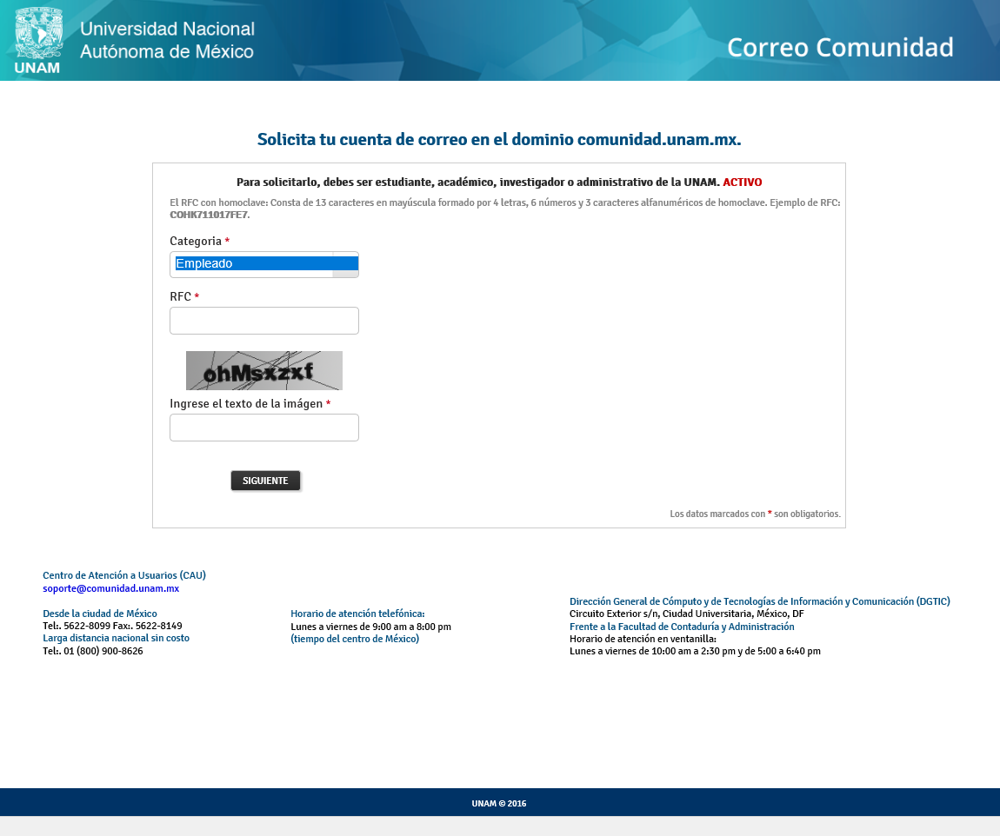 Universidad Nacional
Autónoma de México
UNAM
Correo Comunidad
Solicita tu cuenta de correo en el dominio comunidad.unam.mx.
Para solicitarlo, debes ser estudiante, académico, investigador o administrativo de la UNAM. ACTIVO
El RFC con homoclave: Consta de 13 caracteres en mayúscula formado por 4 letras, 6 números y 3 caracteres alfanuméricos de homoclave. Ejemplo de RFC:
COHK711017FE7.
Categoria *
Empleado
RFC *
ohMsxzxf
Ingrese el texto de la imágen *
SIGUIENTE
Los datos marcados con * son obligatorios.
Centro de Atención a Usuarios (CAU)
soporte@comunidad.unam.mx
Desde la ciudad de México
Tel:. 5622-8099 Fax:. 5622-8149
Larga distancia nacional sin costo
Tel:. 01 (800) 900-8626
Horario de atención telefónica:
Lunes a viernes de 9:00 am a 8:00 pm
(tiempo del centro de México)
Dirección General de Cómputo y de Tecnologías de Información y Comunicación (DGTIC)
Circuito Exterior s/n, Ciudad Universitaria, México, DF
Frente a la Facultad de Contaduría y Administración
Horario de atención en ventanilla:
Lunes a viernes de 10:00 am a 2:30 pm y de 5:00 a 6:40 pm
UNAM © 2016